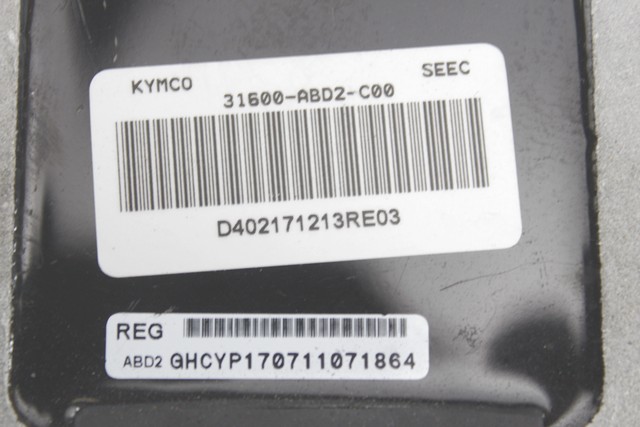 KYMCO SEEC
31600-ABD2-C00
D402171213RE03
REG
ABD2 GHCYP170711071864